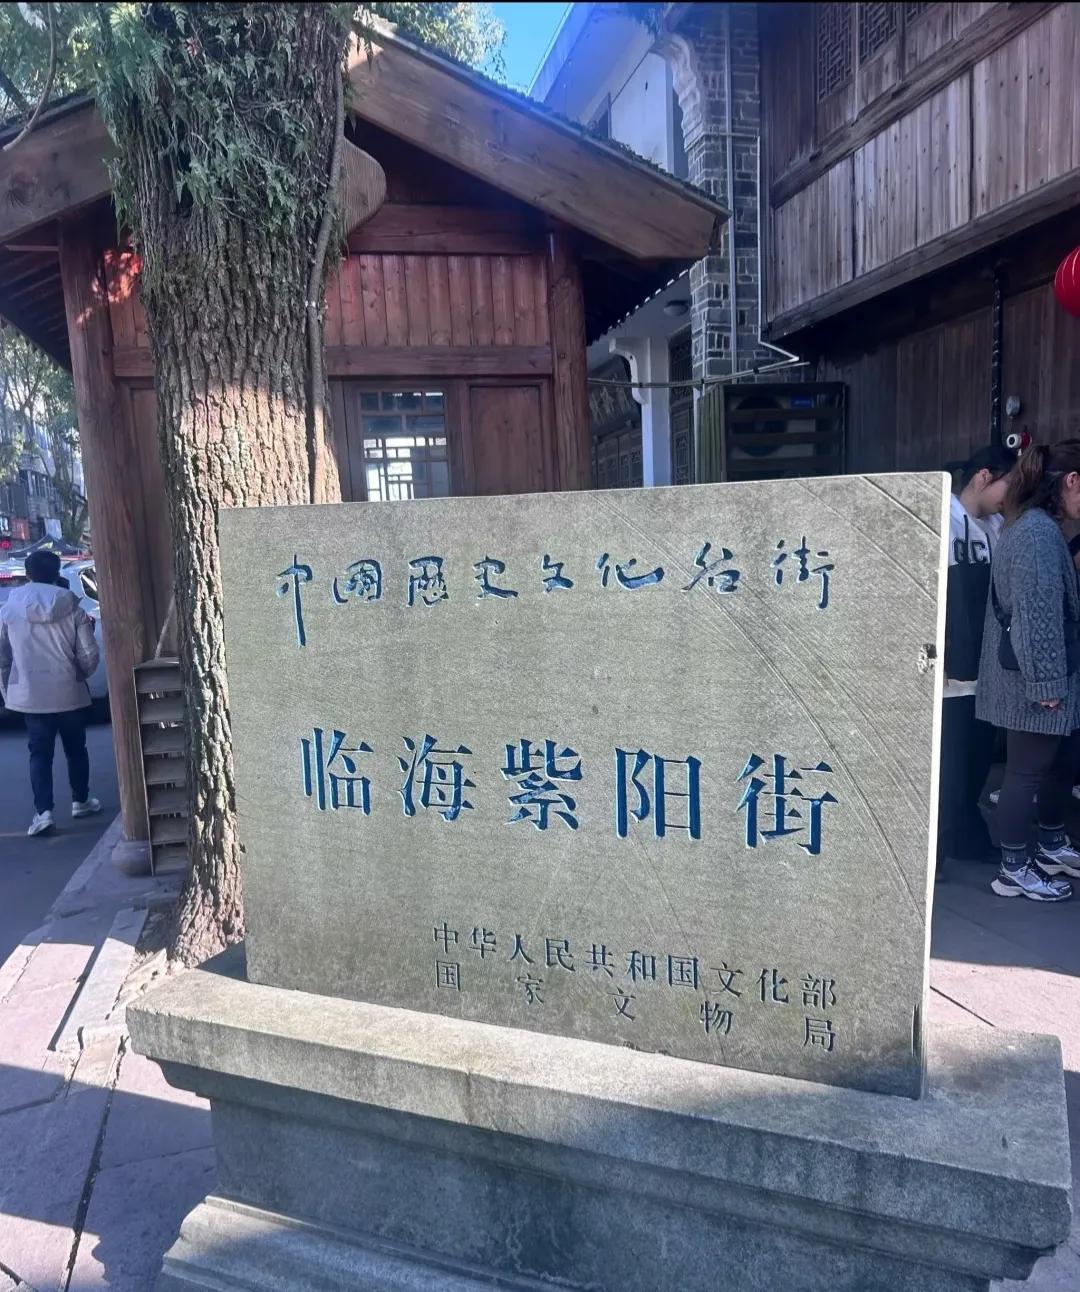 中国历史文化名街
临海紫阳街
中华人民共和国文化部
国家文物局